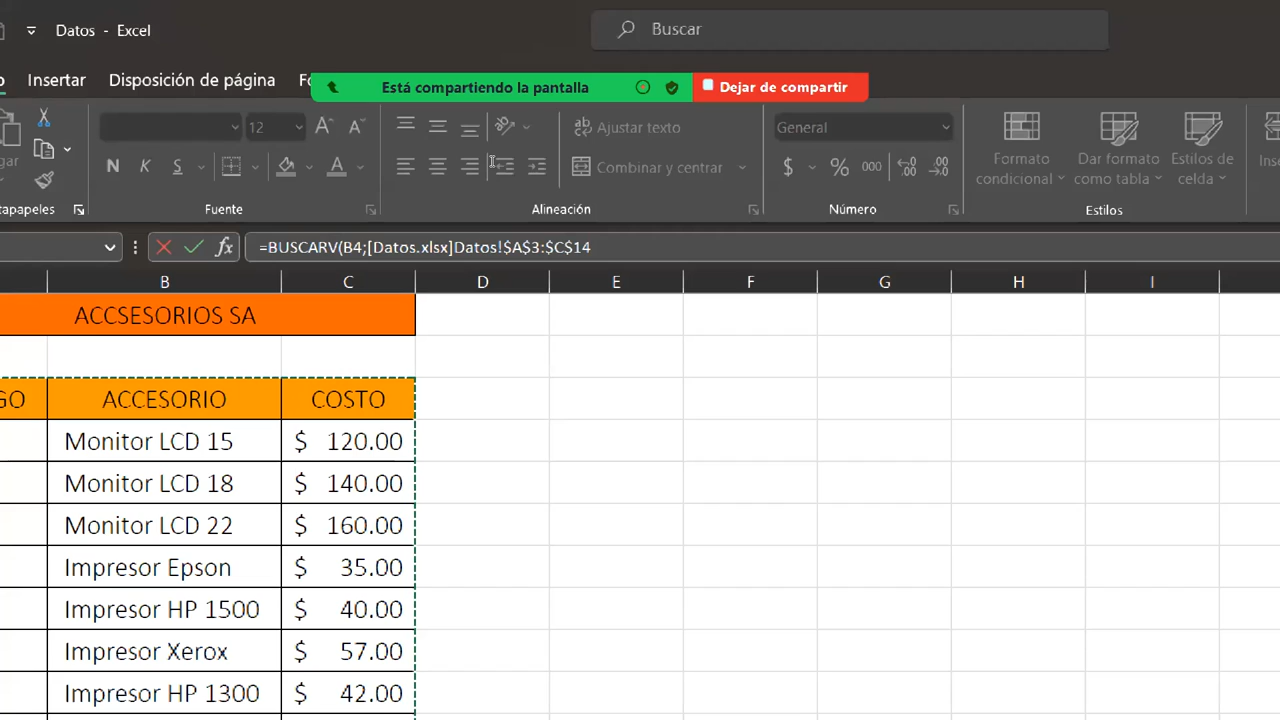 Datos - Excel
Buscar
Insertar
Disposición de página
Está compartiendo la pantalla
Dejar de compartir
12
Ajustar texto
General
N K S
A
Combinar y centrar
$ % 000
Formato condicional
Dar formato como tabla
Estilos de celda
Fuente
Alineación
Número
Estilos
fx
=BUSCARV(B4;[Datos.xlsx]Datos!$A$3:$C$14
B C D E F G H I
ACCSESORIOS SA
GO ACCESORIO COSTO
Monitor LCD 15 $ 120.00
Monitor LCD 18 $ 140.00
Monitor LCD 22 $ 160.00
Impresor Epson $ 35.00
Impresor HP 1500 $ 40.00
Impresor Xerox $ 57.00
Impresor HP 1300 $ 42.00